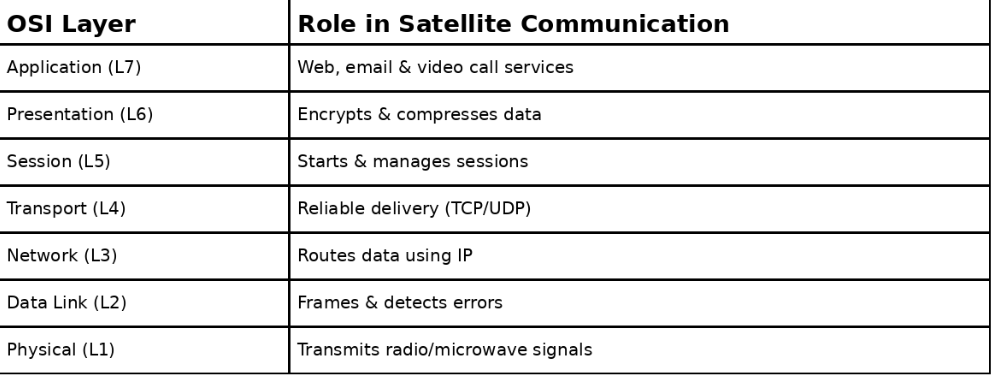 OSI Layer Role in Satellite Communication
Application (L7) Web, email & video call services
Presentation (L6) Encrypts & compresses data
Session (L5) Starts & manages sessions
Transport (L4) Reliable delivery (TCP/UDP)
Network (L3) Routes data using IP
Data Link (L2) Frames & detects errors
Physical (L1) Transmits radio/microwave signals